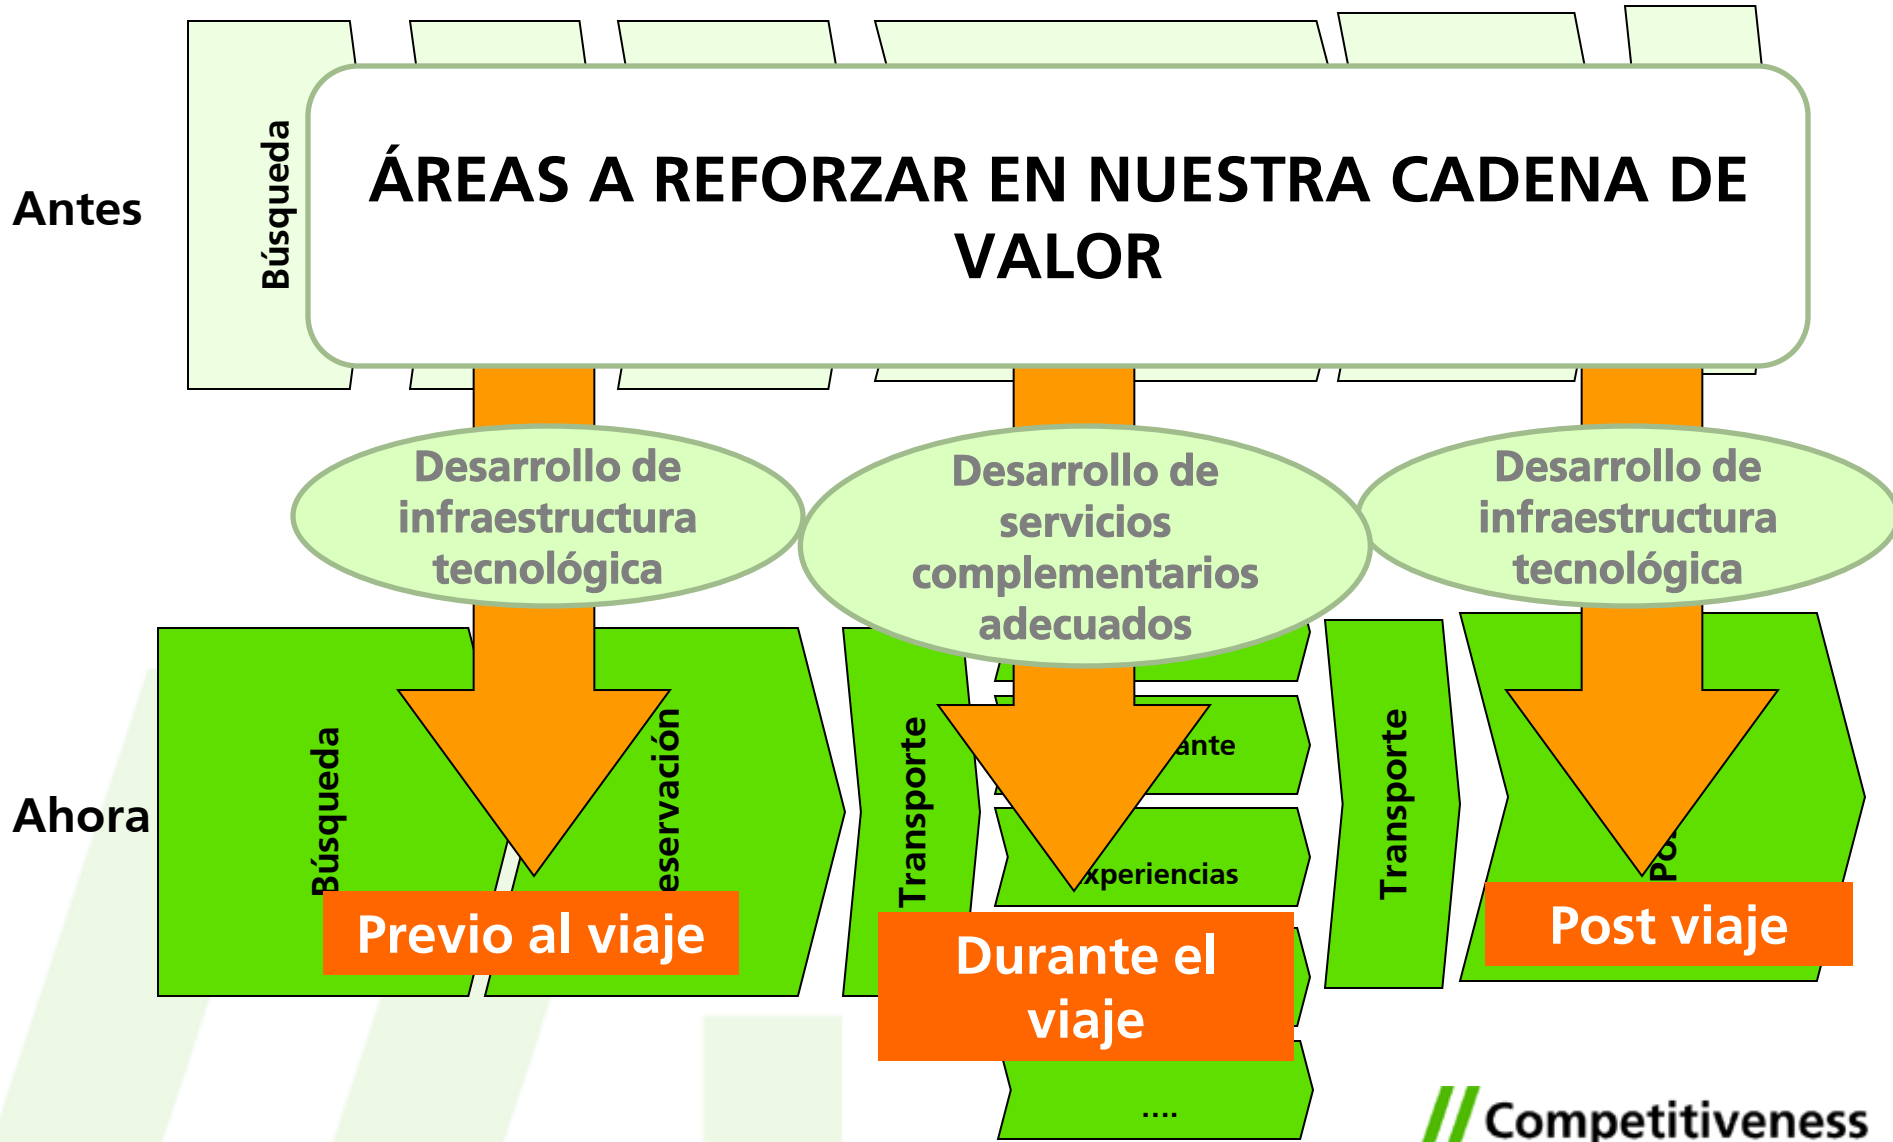 ÁREAS A REFORZAR EN NUESTRA CADENA DE
VALOR
Antes
Búsqueda
Desarrollo de
infraestructura
tecnológica
Desarrollo de
servicios
complementarios
adecuados
Desarrollo de
infraestructura
tecnológica
Ahora
Búsqueda
eservación
Transporte
ante
xperiencias
....
Transporte
Pos
Previo al viaje
Durante el
viaje
Post viaje
Competitiveness